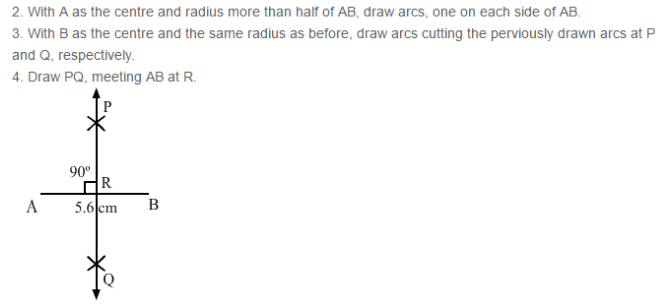 2. With A as the centre and radius more than half of AB, draw arcs, one on each side of AB.
3. With B as the centre and the same radius as before, draw arcs cutting the perviously drawn arcs at P
and Q, respectively.
4. Draw PQ, meeting AB at R.
P
90°
R
A 5.6 cm B
Q